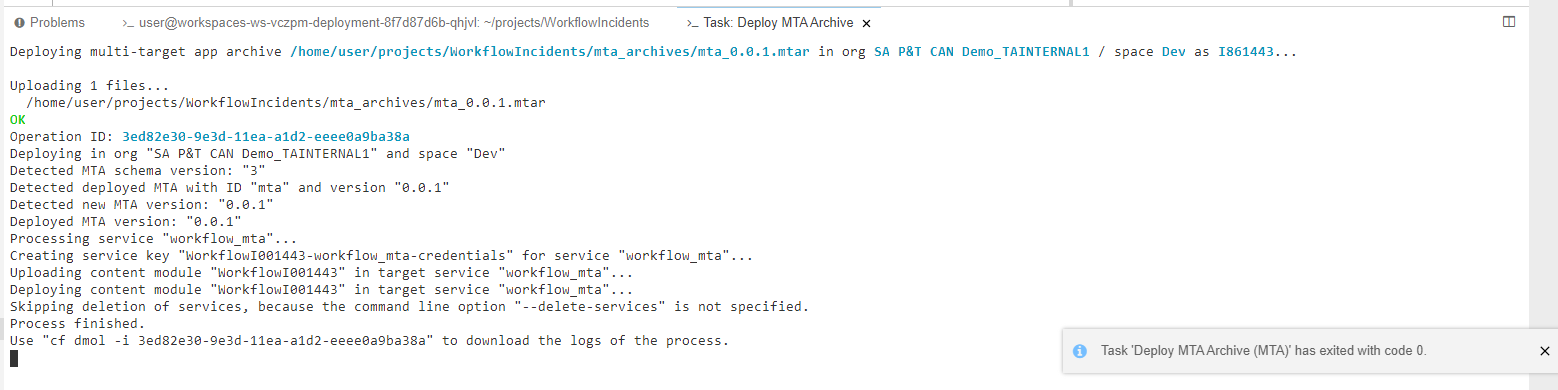 Problems
>_ user@workspaces-ws-vczpm-deployment-8f7d87d6b-qhjvl: ~/projects/WorkflowIncidents
>_ Task: Deploy MTA Archive ×
Deploying multi-target app archive /home/user/projects/WorkflowIncidents/mta_archives/mta_0.0.1.mtar in org SA P&T CAN Demo_TAINTERNAL1 / space Dev as I861443...
Uploading 1 files...
/home/user/projects/WorkflowIncidents/mta_archives/mta_0.0.1.mtar
OK
Operation ID: 3ed82e30-9e3d-11ea-a1d2-eeee0a9ba38a
Deploying in org "SA P&T CAN Demo_TAINTERNAL1" and space "Dev"
Detected MTA schema version: "3"
Detected deployed MTA with ID "mta" and version "0.0.1"
Detected new MTA version: "0.0.1"
Deployed MTA version: "0.0.1"
Processing service "workflow_mta"...
Creating service key "WorkflowI001443-workflow_mta-credentials" for service "workflow_mta"...
Uploading content module "WorkflowI001443" in target service "workflow_mta"...
Deploying content module "WorkflowI001443" in target service "workflow_mta"...
Skipping deletion of services, because the command line option "--delete-services" is not specified.
Process finished.
Use "cf dmol -i 3ed82e30-9e3d-11ea-a1d2-eeee0a9ba38a" to download the logs of the process.
Task 'Deploy MTA Archive (MTA)' has exited with code 0.